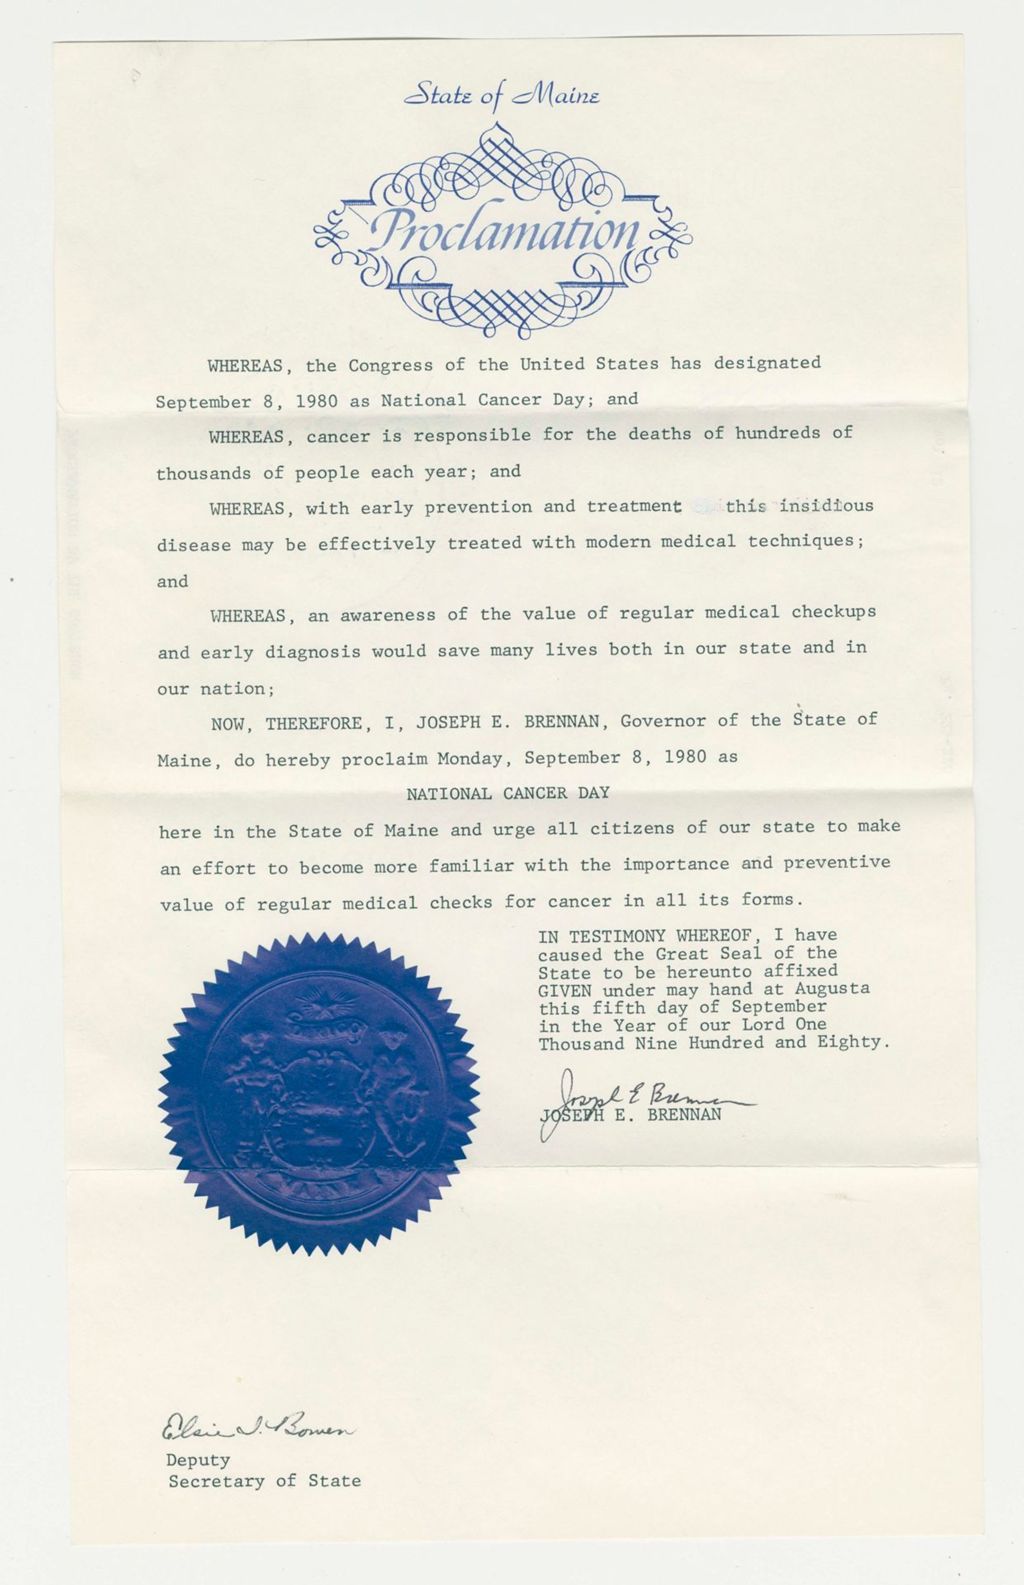 State of Maine
Proclamation
WHEREAS, the Congress of the United States has designated
September 8, 1980 as National Cancer Day; and
WHEREAS, cancer is responsible for the deaths of hundreds of
thousands of people each year; and
WHEREAS, with early prevention and treatment this insidious
disease may be effectively treated with modern medical techniques;
and
WHEREAS, an awareness of the value of regular medical checkups
and early diagnosis would save many lives both in our state and in
our nation;
NOW, THEREFORE, I, JOSEPH E. BRENNAN, Governor of the State of
Maine, do hereby proclaim Monday, September 8, 1980 as
NATIONAL CANCER DAY
here in the State of Maine and urge all citizens of our state to make
an effort to become more familiar with the importance and preventive
value of regular medical checks for cancer in all its forms.
IN TESTIMONY WHEREOF, I have
caused the Great Seal of the
State to be hereunto affixed
GIVEN under may hand at Augusta
this fifth day of September
in the Year of our Lord One
Thousand Nine Hundred and Eighty.
Joseph E Brennan
JOSEPH E. BRENNAN
DIRIGO
MAINE
Elsie I. Bowen
Deputy
Secretary of State